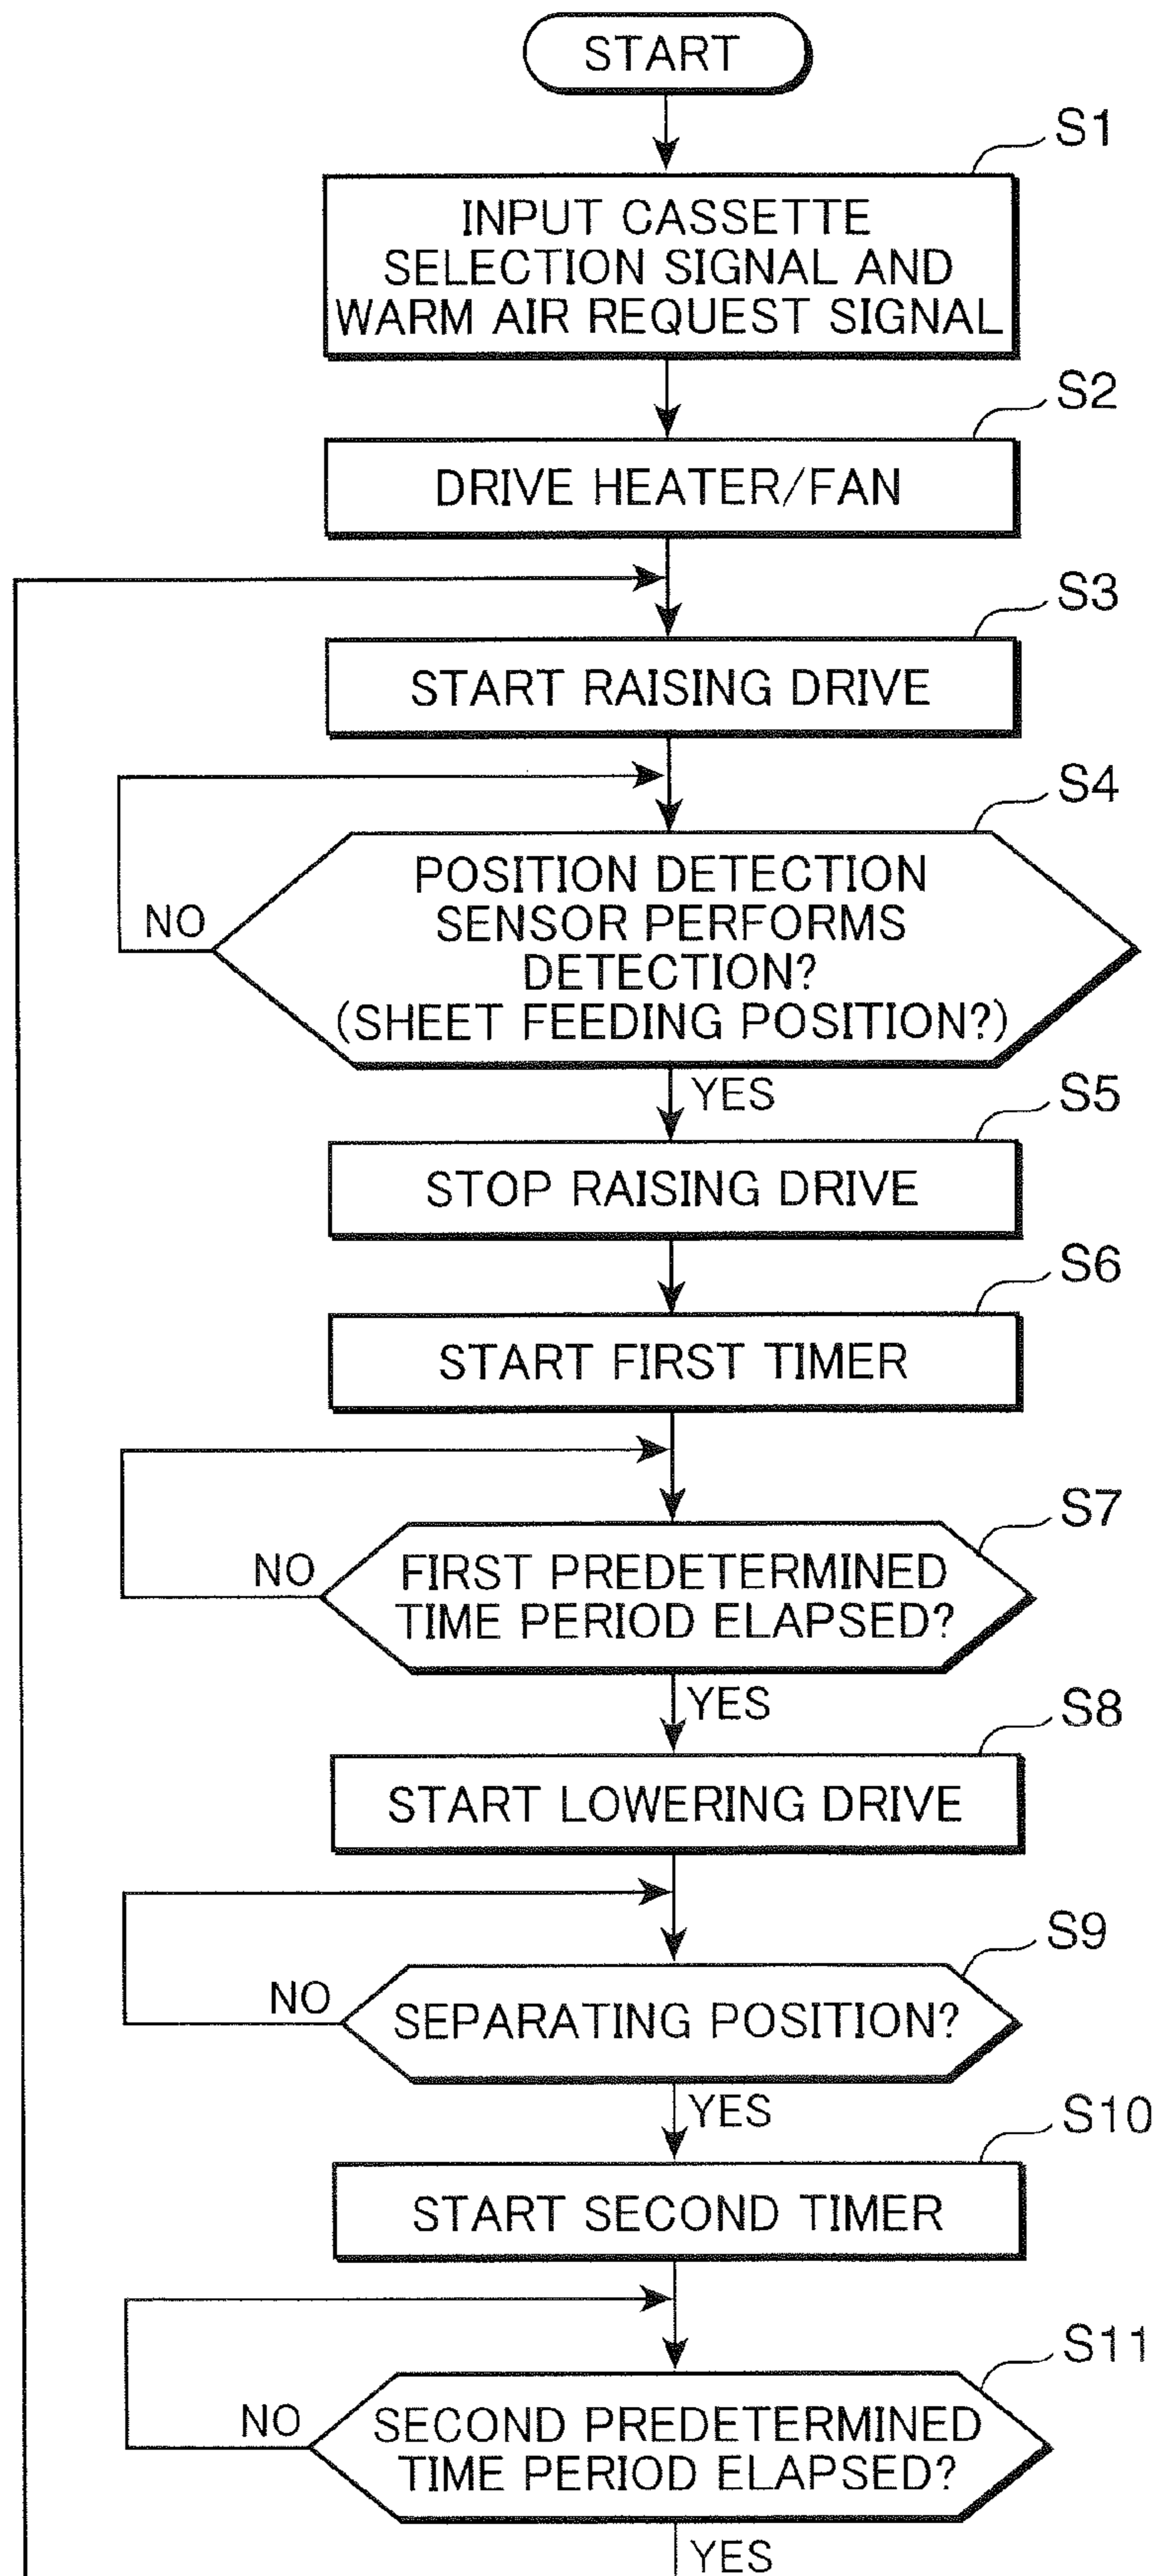 START
S1
INPUT CASSETTE
SELECTION SIGNAL AND
WARM AIR REQUEST SIGNAL
S2
DRIVE HEATER/FAN
S3
START RAISING DRIVE
S4
POSITION DETECTION
SENSOR PERFORMS
DETECTION?
(SHEET FEEDING POSITION?)
NO
YES
S5
STOP RAISING DRIVE
S6
START FIRST TIMER
S7
FIRST PREDETERMINED
TIME PERIOD ELAPSED?
NO
YES
S8
START LOWERING DRIVE
S9
SEPARATING POSITION?
NO
YES
S10
START SECOND TIMER
S11
SECOND PREDETERMINED
TIME PERIOD ELAPSED?
NO
YES